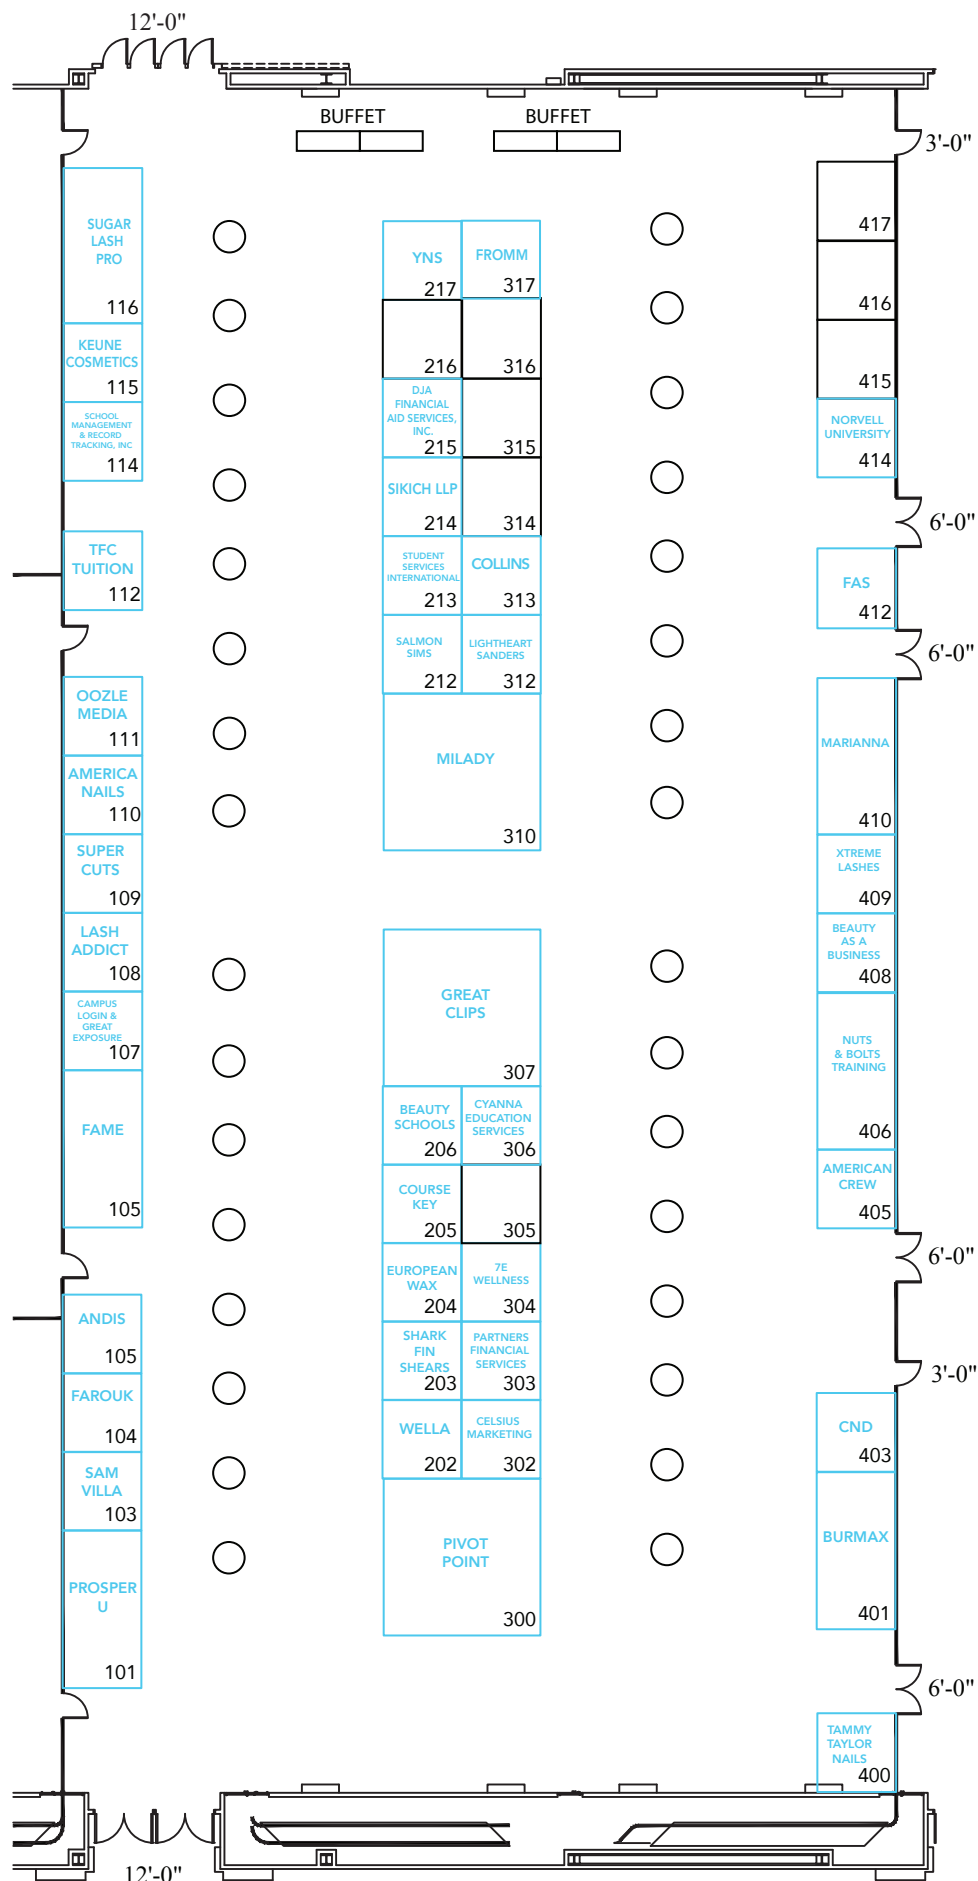 12'-0"
BUFFET
BUFFET
3'-0"
SUGAR
LASH
PRO
116
KEUNE
COSMETICS
115
SCHOOL
MANAGEMENT
& RECORD
TRACKING, INC
114
TFC
TUITION
112
OOZLE
MEDIA
111
AMERICA
NAILS
110
SUPER
CUTS
109
LASH
ADDICT
108
CAMPUS
LOGIN &
GREAT
EXPOSURE
107
FAME
105
ANDIS
105
FAROUK
104
SAM
VILLA
103
PROSPER
U
101
YNS
217
FROMM
317
216
316
DJA
FINANCIAL
AID SERVICES,
INC.
215
315
SIKICH LLP
214
314
STUDENT
SERVICES
INTERNATIONAL
213
COLLINS
313
SALMON
SIMS
212
LIGHTHEART
SANDERS
312
MILADY
310
GREAT
CLIPS
307
BEAUTY
SCHOOLS
206
CYANNA
EDUCATION
SERVICES
306
COURSE
KEY
205
305
EUROPEAN
WAX
204
7E
WELLNESS
304
SHARK
FIN
SHEARS
203
PARTNERS
FINANCIAL
SERVICES
303
WELLA
202
CELSIUS
MARKETING
302
PIVOT
POINT
300
417
416
415
NORVELL
UNIVERSITY
414
6'-0"
FAS
412
6'-0"
MARIANNA
410
XTREME
LASHES
409
BEAUTY
AS A
BUSINESS
408
NUTS
& BOLTS
TRAINING
406
AMERICAN
CREW
405
6'-0"
3'-0"
CND
403
BURMAX
401
6'-0"
TAMMY
TAYLOR
NAILS
400
12'-0"